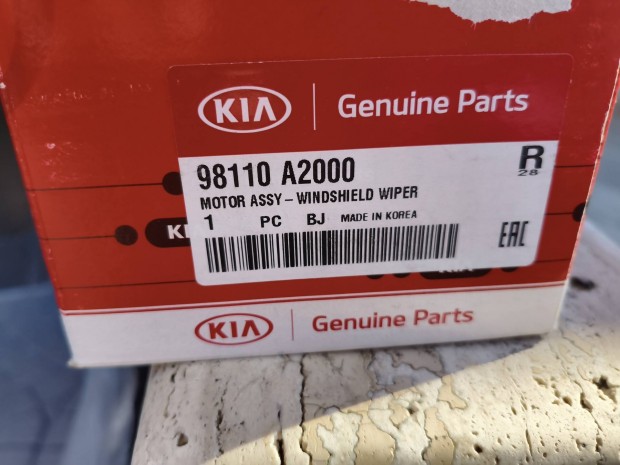 KIA Genuine Parts
98110 A2000 R
28
MOTOR ASSY - WINDSHIELD WIPER
1 PC BJ MADE IN KOREA
EAC
KIA
KIA Genuine Parts